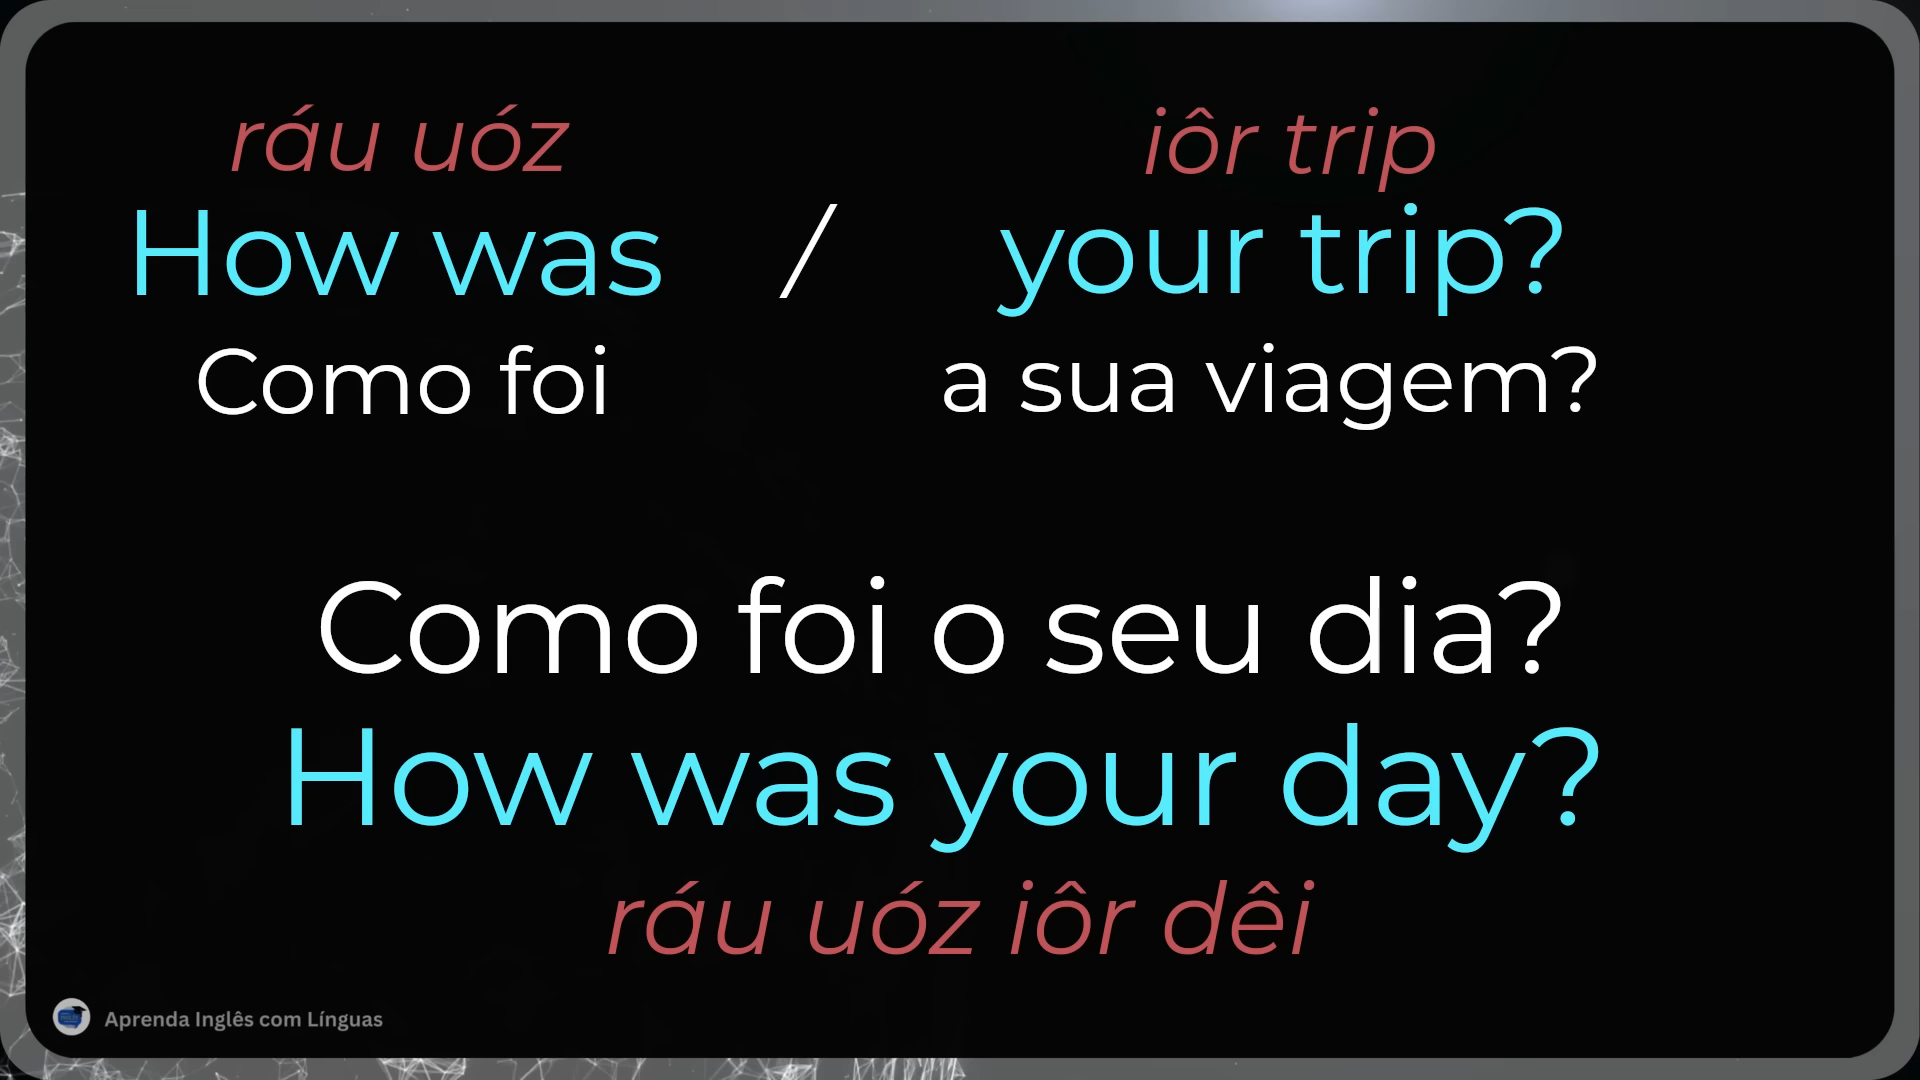 ráu uóz iôr trip
How was / your trip?
Como foi a sua viagem?
Como foi o seu dia?
How was your day?
ráu uóz iôr dêi
Aprenda Inglês com Línguas